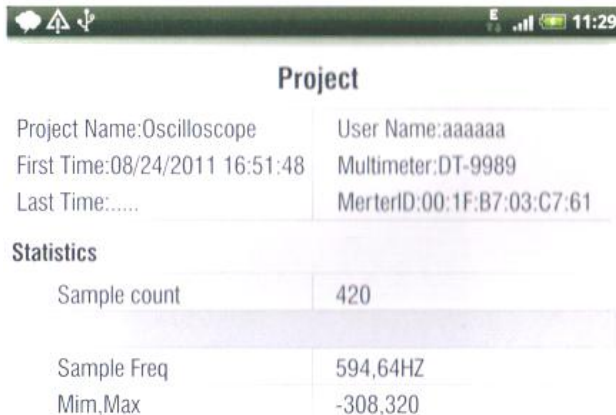 E 11:29
Project
Project Name:Oscilloscope User Name:aaaaaa
First Time:08/24/2011 16:51:48 Multimeter:DT-9989
Last Time:..... MerterID:00:1F:B7:03:C7:61
Statistics
Sample count 420
Sample Freq 594,64HZ
Mim,Max -308,320